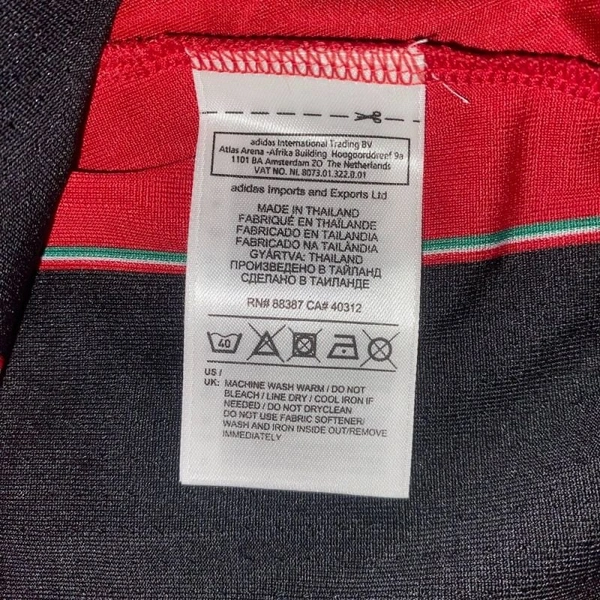 adidas International Trading BV
Atlas Arena -Afrika Building Hoogoorddreef 9a
1101 BA Amsterdam ZO The Netherlands
VAT NO. NL 8073.01.322.B.01
adidas Imports and Exports Ltd
MADE IN THAILAND
FABRIQUÉ EN THAÏLANDE
FABRICADO EN TAILANDIA
FABRICADO NA TAILÂNDIA
GYÁRTVA: THAILAND
ПРОИЗВЕДЕНО В ТАЙЛАНД
СДЕЛАНО В ТАИЛАНДЕ
RN# 88387 CA# 40312
40
US /
UK: MACHINE WASH WARM / DO NOT
BLEACH / LINE DRY / COOL IRON IF
NEEDED / DO NOT DRYCLEAN
DO NOT USE FABRIC SOFTENER/
WASH AND IRON INSIDE OUT/REMOVE
IMMEDIATELY